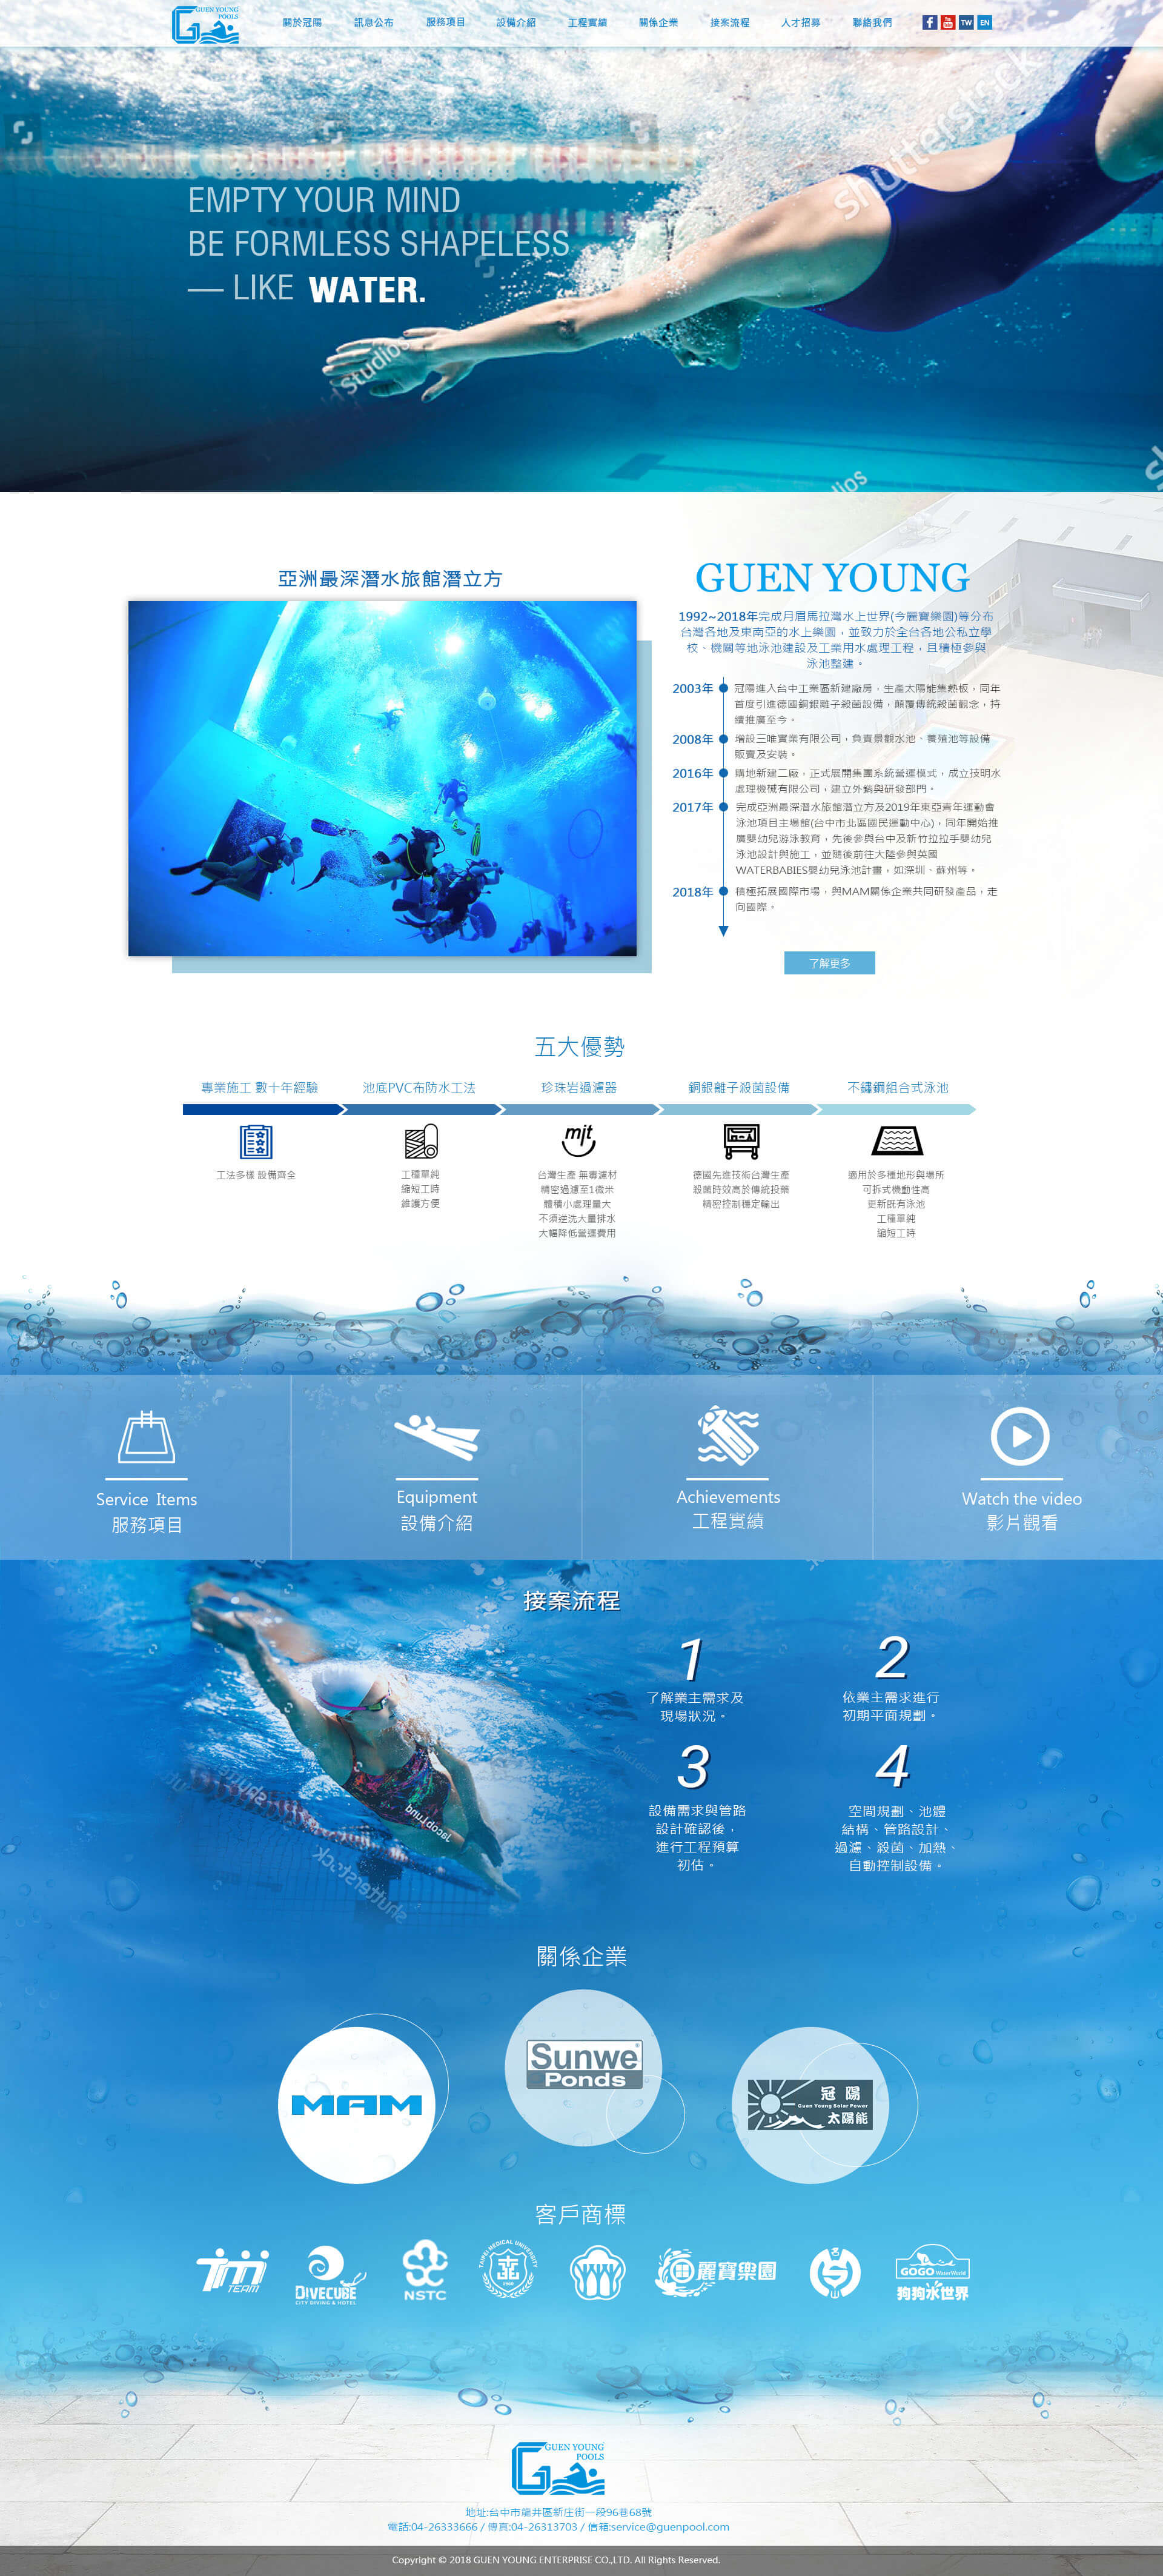 GUEN YOUNG
POOLS
關於冠陽
訊息公布
服務項目
設備介紹
工程實績
關係企業
接案流程
人才招募
聯絡我們
You
Tube
TW
EN
shutterstock
EMPTY YOUR MIND
BE FORMLESS SHAPELESS
— LIKE WATER.
Studios
亞洲最深潛水旅館潛立方
GUEN YOUNG
1992~2018年完成月眉馬拉灣水上世界(今麗寶樂園)等分布
台灣各地及東南亞的水上樂園，並致力於全台各地公私立學
校、機關等地泳池建設及工業用水處理工程，且積極參與
泳池整建。
2003年
冠陽進入台中工業區新建廠房，生產太陽能集熱板，同年
首度引進德國銅銀離子殺菌設備，顛覆傳統殺菌觀念，持
續推廣至今。
2008年
增設三唯實業有限公司，負責景觀水池、養殖池等設備
販賣及安裝。
2016年
購地新建二廠，正式展開集團系統營運模式，成立技明水
處理機械有限公司，建立外銷與研發部門。
2017年
完成亞洲最深潛水旅館潛立方及2019年東亞青年運動會
泳池項目主場館(台中市北區國民運動中心)，同年開始推
廣嬰幼兒游泳教育，先後參與台中及新竹拉拉手嬰幼兒
泳池設計與施工，並隨後前往大陸參與英國
WATERBABIES嬰幼兒泳池計畫，如深圳、蘇州等。
2018年
積極拓展國際市場，與MAM關係企業共同研發產品，走
向國際。
了解更多
五大優勢
專業施工 數十年經驗
池底PVC布防水工法
珍珠岩過濾器
銅銀離子殺菌設備
不鏽鋼組合式泳池
mjt
工法多樣 設備齊全
工種單純
縮短工時
維護方便
台灣生產 無毒濾材
精密過濾至1微米
體積小處理量大
不須逆洗大量排水
大幅降低營運費用
德國先進技術台灣生產
殺菌時效高於傳統投藥
精密控制穩定輸出
適用於多種地形與場所
可拆式機動性高
更新既有泳池
工種單純
縮短工時
Service Items
服務項目
Equipment
設備介紹
Achievements
工程實績
Watch the video
影片觀看
接案流程
1
了解業主需求及
現場狀況。
2
依業主需求進行
初期平面規劃。
3
設備需求與管路
設計確認後，
進行工程預算
初估。
4
空間規劃、池體
結構、管路設計、
過濾、殺菌、加熱、
自動控制設備。
shutterstock
關係企業
MAM
Sunwe
Ponds
冠陽
Guen Young Solar Power
太陽能
客戶商標
TEAM
DIVECUBE
CITY DIVING & HOTEL
NSTC
TAIPEI MEDICAL UNIVERSITY
1960
麗寶樂園
GOGO WaterWorld
狗狗水世界
GUEN YOUNG
POOLS
地址:台中市龍井區新庄街一段96巷68號
電話:04-26333666 / 傳真:04-26313703 / 信箱:service@guenpool.com
Copyright © 2018 GUEN YOUNG ENTERPRISE CO.,LTD. All Rights Reserved.